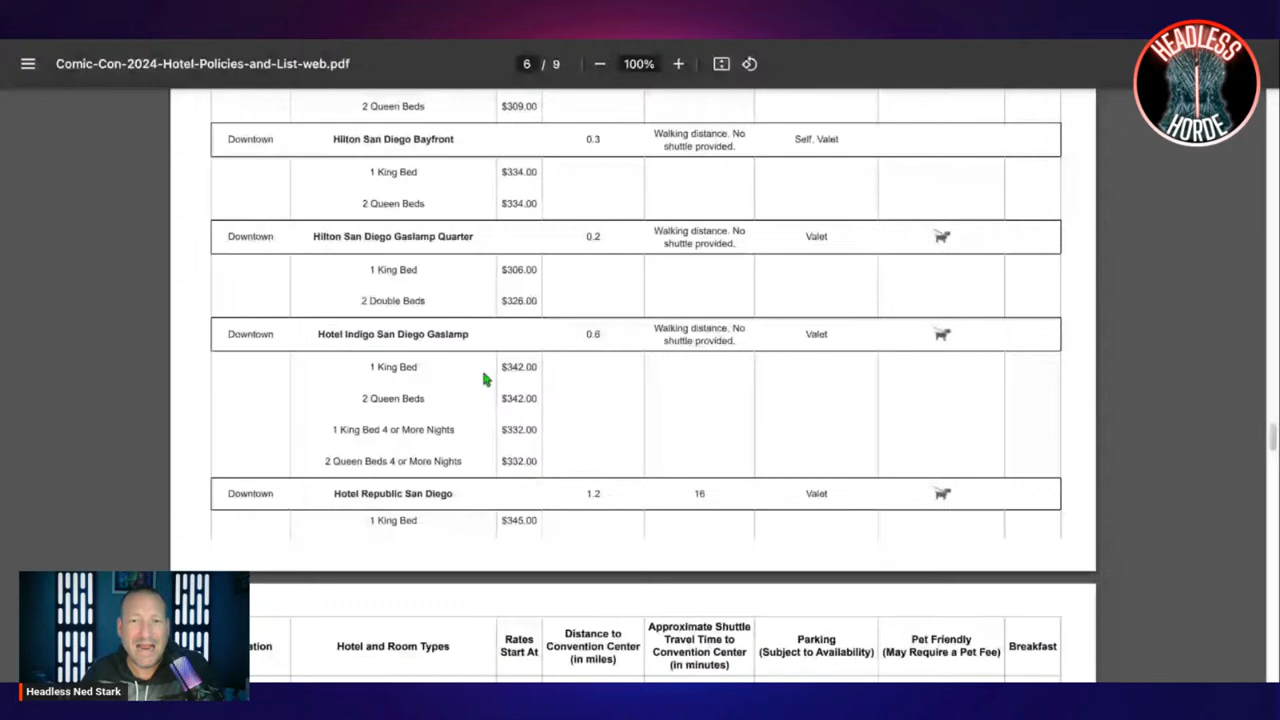 HEADLESS
HORDE
Comic-Con-2024-Hotel-Policies-and-List-web.pdf
6 / 9
100%
2 Queen Beds $309.00
Downtown Hilton San Diego Bayfront 0.3 Walking distance. No shuttle provided. Self, Valet
1 King Bed $334.00
2 Queen Beds $334.00
Downtown Hilton San Diego Gaslamp Quarter 0.2 Walking distance. No shuttle provided. Valet
1 King Bed $306.00
2 Double Beds $326.00
Downtown Hotel Indigo San Diego Gaslamp 0.6 Walking distance. No shuttle provided. Valet
1 King Bed $342.00
2 Queen Beds $342.00
1 King Bed 4 or More Nights $332.00
2 Queen Beds 4 or More Nights $332.00
Downtown Hotel Republic San Diego 1.2 16 Valet
1 King Bed $345.00
ation Hotel and Room Types Rates Start At Distance to Convention Center (in miles) Approximate Shuttle Travel Time to Convention Center (in minutes) Parking (Subject to Availability) Pet Friendly (May Require a Pet Fee) Breakfast
Headless Ned Stark